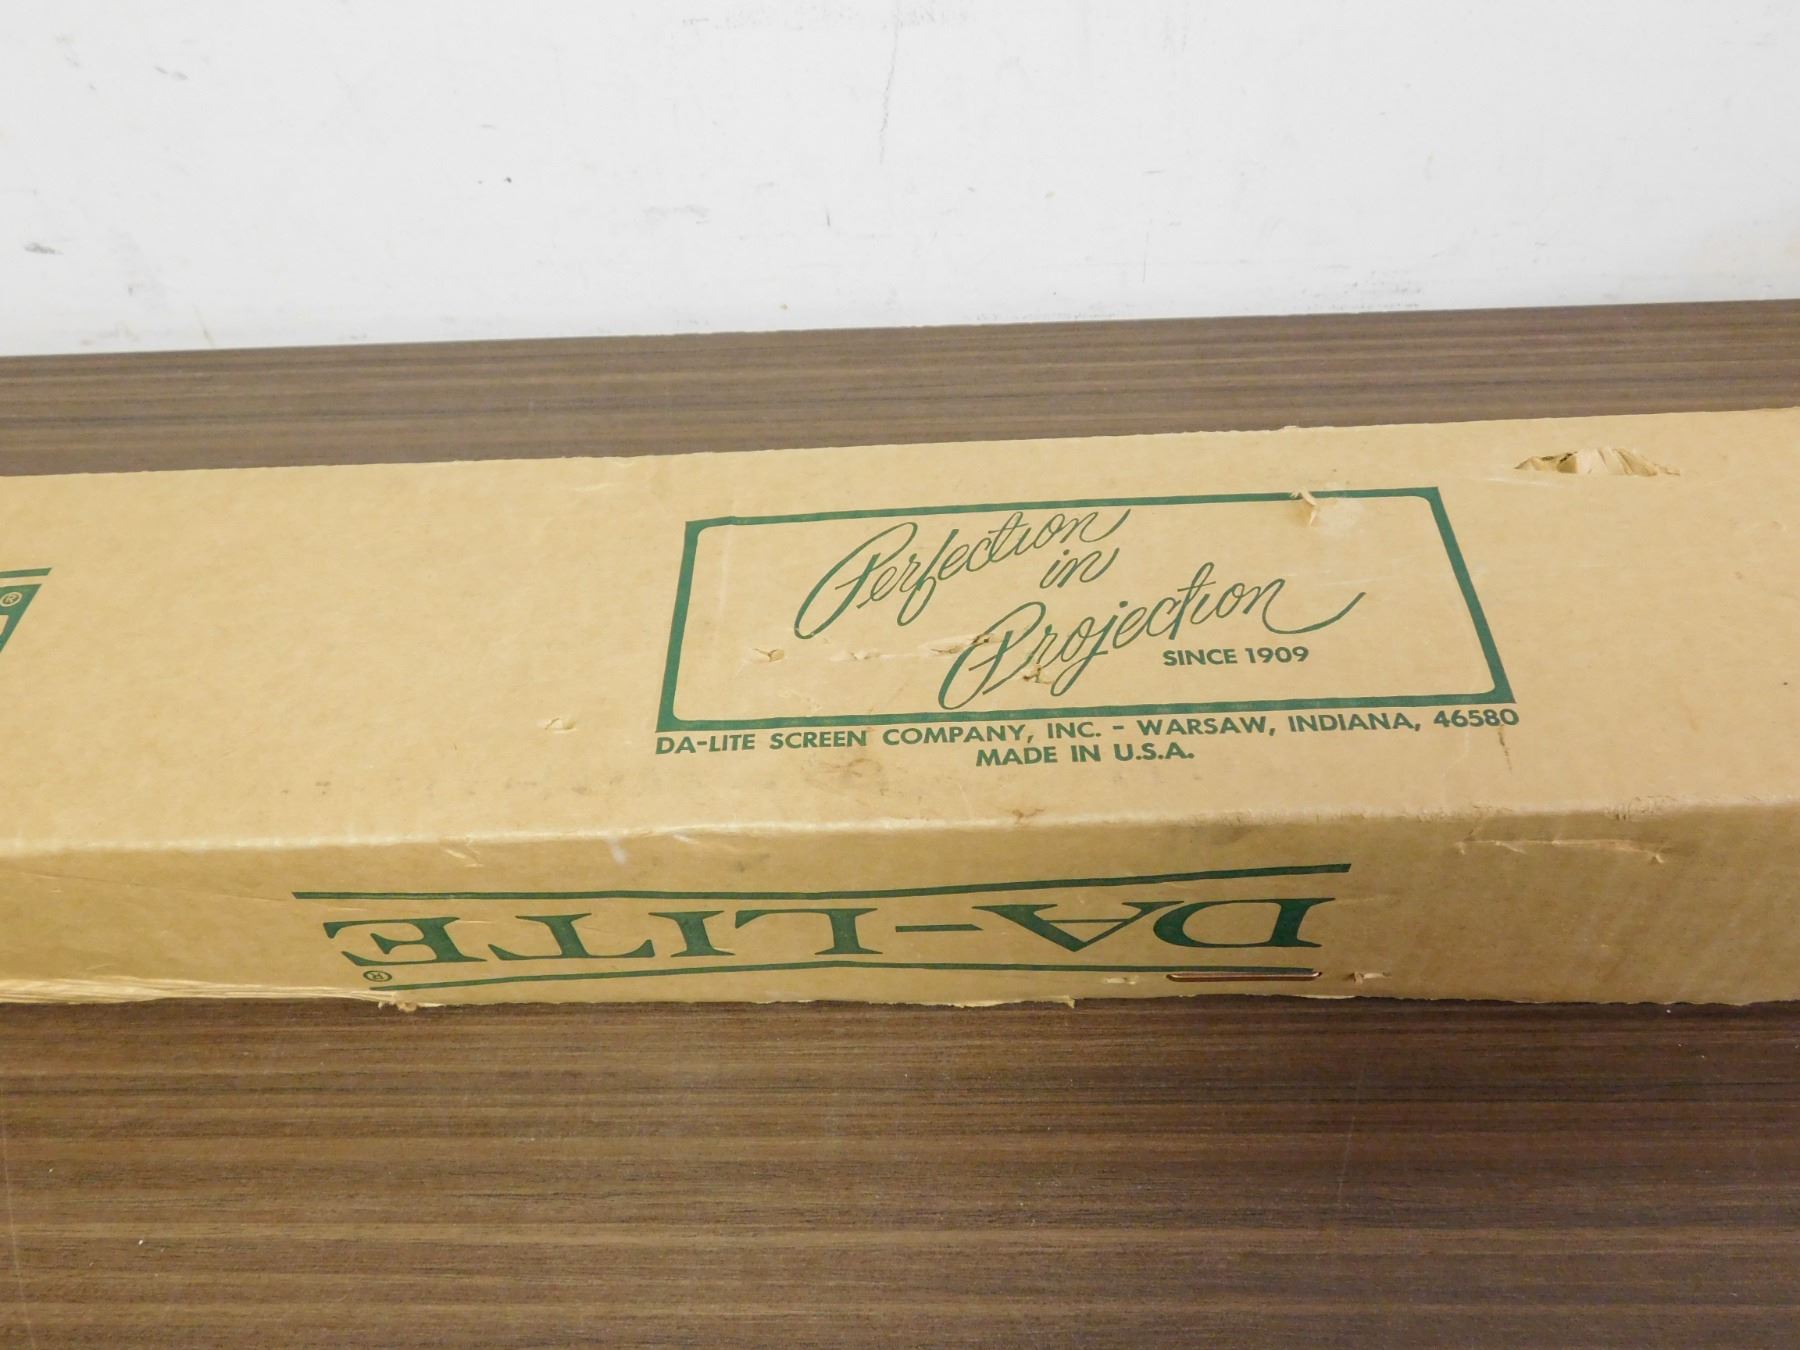 Perfection
in
Projection
SINCE 1909
DA-LITE SCREEN COMPANY, INC. - WARSAW, INDIANA, 46580
MADE IN U.S.A.
DA-LITE®
®